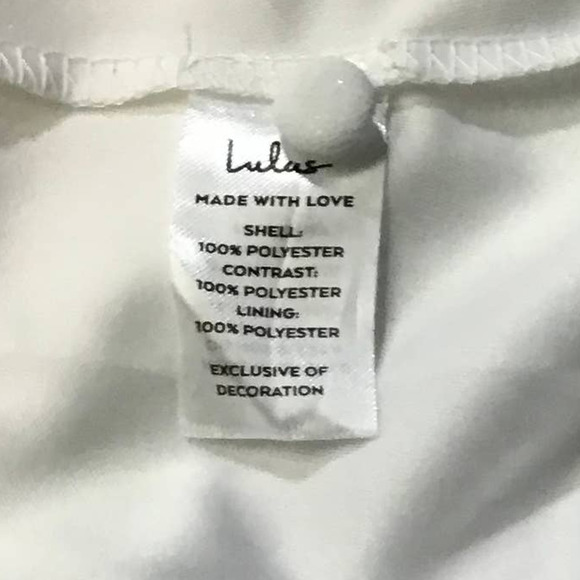 Lulus
MADE WITH LOVE
SHELL:
100% POLYESTER
CONTRAST:
100% POLYESTER
LINING:
100% POLYESTER
EXCLUSIVE OF
DECORATION